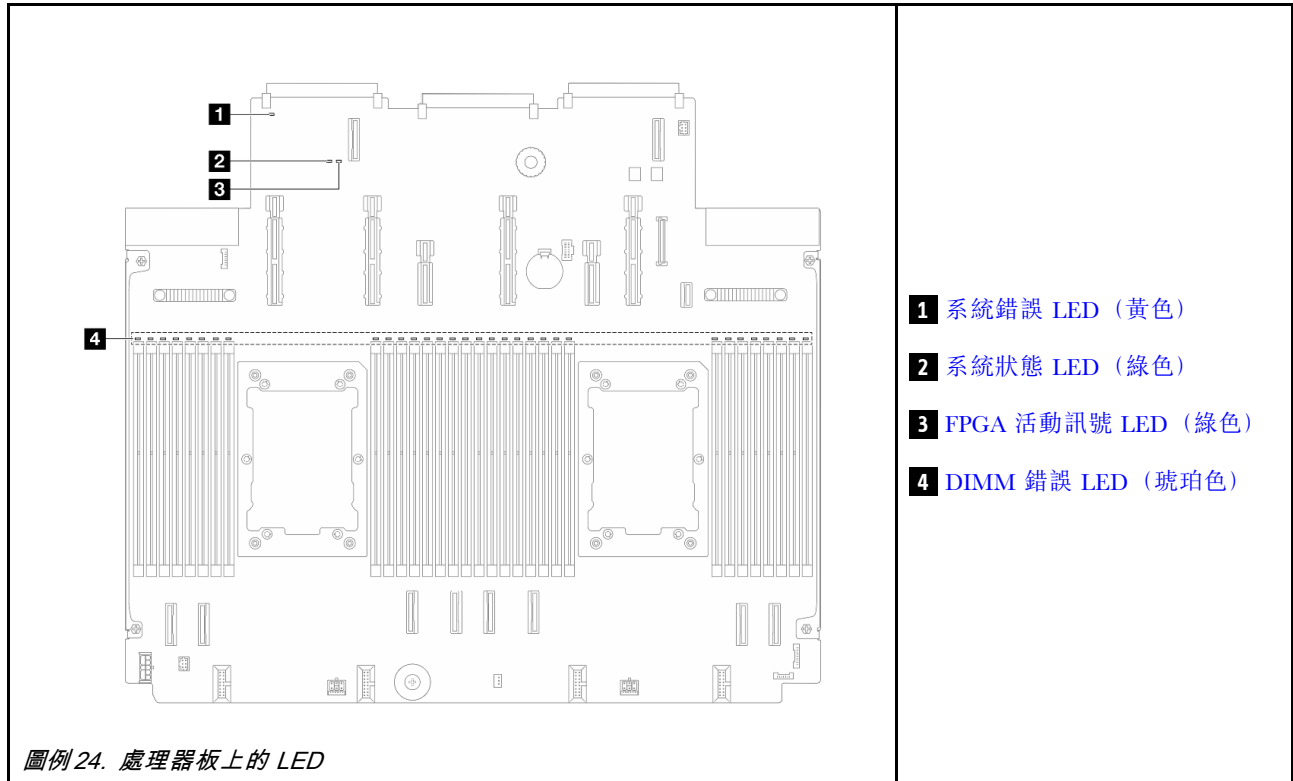 1
2
3
4
1 系統錯誤 LED（黃色）
2 系統狀態 LED（綠色）
3 FPGA 活動訊號 LED（綠色）
4 DIMM 錯誤 LED（琥珀色）
圖例 24. 處理器板上的 LED